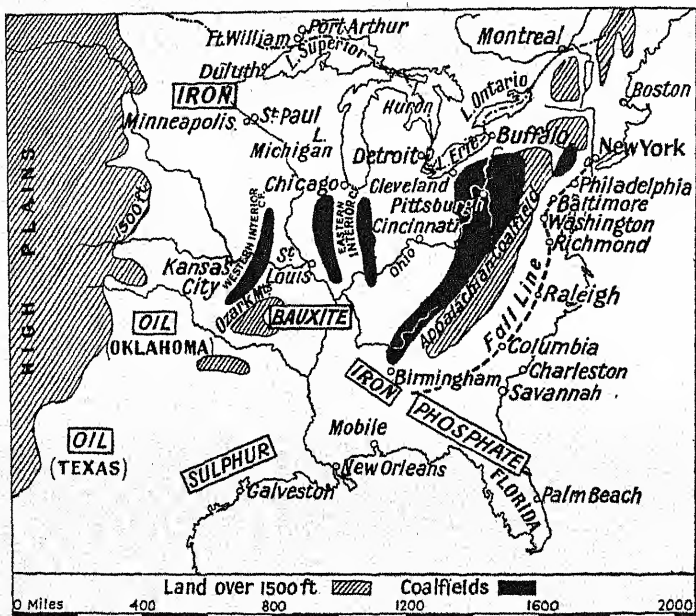 Port Arthur
Ft. William
L. Superior
Duluth
Montreal
IRON
St. Paul
Minneapolis
L.
Michigan
Huron
L. Ontario
Boston
Buffalo
Detroit
L. Erie
New York
Chicago
Cleveland
Pittsburgh
Philadelphia
Baltimore
Washington
Richmond
Cincinnati
Ohio
1500ft.
HIGH PLAINS
WESTERN INTERIOR
C.F.
EASTERN
INTERIOR C.F.
Kansas
City
St.
Louis
Ozark Mts
BAUXITE
Appalachian Coalfield
Fall Line
Raleigh
OIL
(OKLAHOMA)
Columbia
Charleston
Savannah
IRON
Birmingham
PHOSPHATE
OIL
(TEXAS)
Mobile
SULPHUR
New Orleans
Galveston
FLORIDA
Palm Beach
Land over 1500 ft. Coalfields
0 Miles 400 800 1200 1600 2000